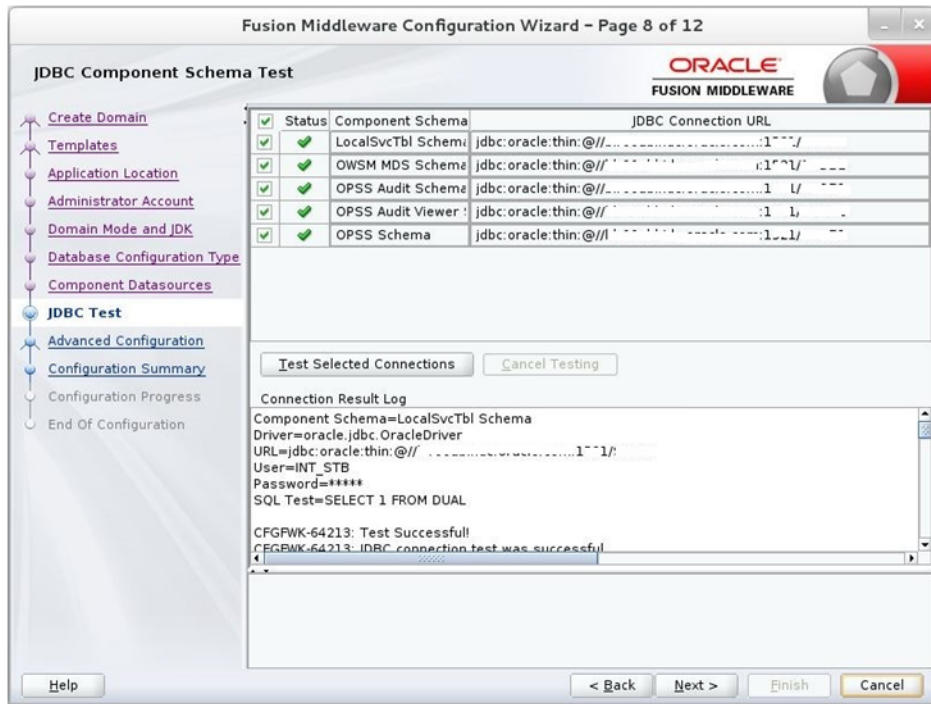 Fusion Middleware Configuration Wizard – Page 8 of 12
JDBC Component Schema Test
ORACLE
FUSION MIDDLEWARE
Create Domain
Templates
Application Location
Administrator Account
Domain Mode and JDK
Database Configuration Type
Component Datasources
JDBC Test
Advanced Configuration
Configuration Summary
Configuration Progress
End Of Configuration
Status Component Schema JDBC Connection URL
LocalSvcTbl Schema jdbc:oracle:thin:@//
OWSM MDS Schema jdbc:oracle:thin:@//
OPSS Audit Schema jdbc:oracle:thin:@//
OPSS Audit Viewer jdbc:oracle:thin:@//
OPSS Schema jdbc:oracle:thin:@//
Test Selected Connections Cancel Testing
Connection Result Log
Component Schema=LocalSvcTbl Schema
Driver=oracle.jdbc.OracleDriver
URL=jdbc:oracle:thin:@//
User=INT_STB
Password=*****
SQL Test=SELECT 1 FROM DUAL
CFGFWK-64213: Test Successful!
CFGFWK-64213: JDBC connection test was successful
Help < Back Next > Finish Cancel